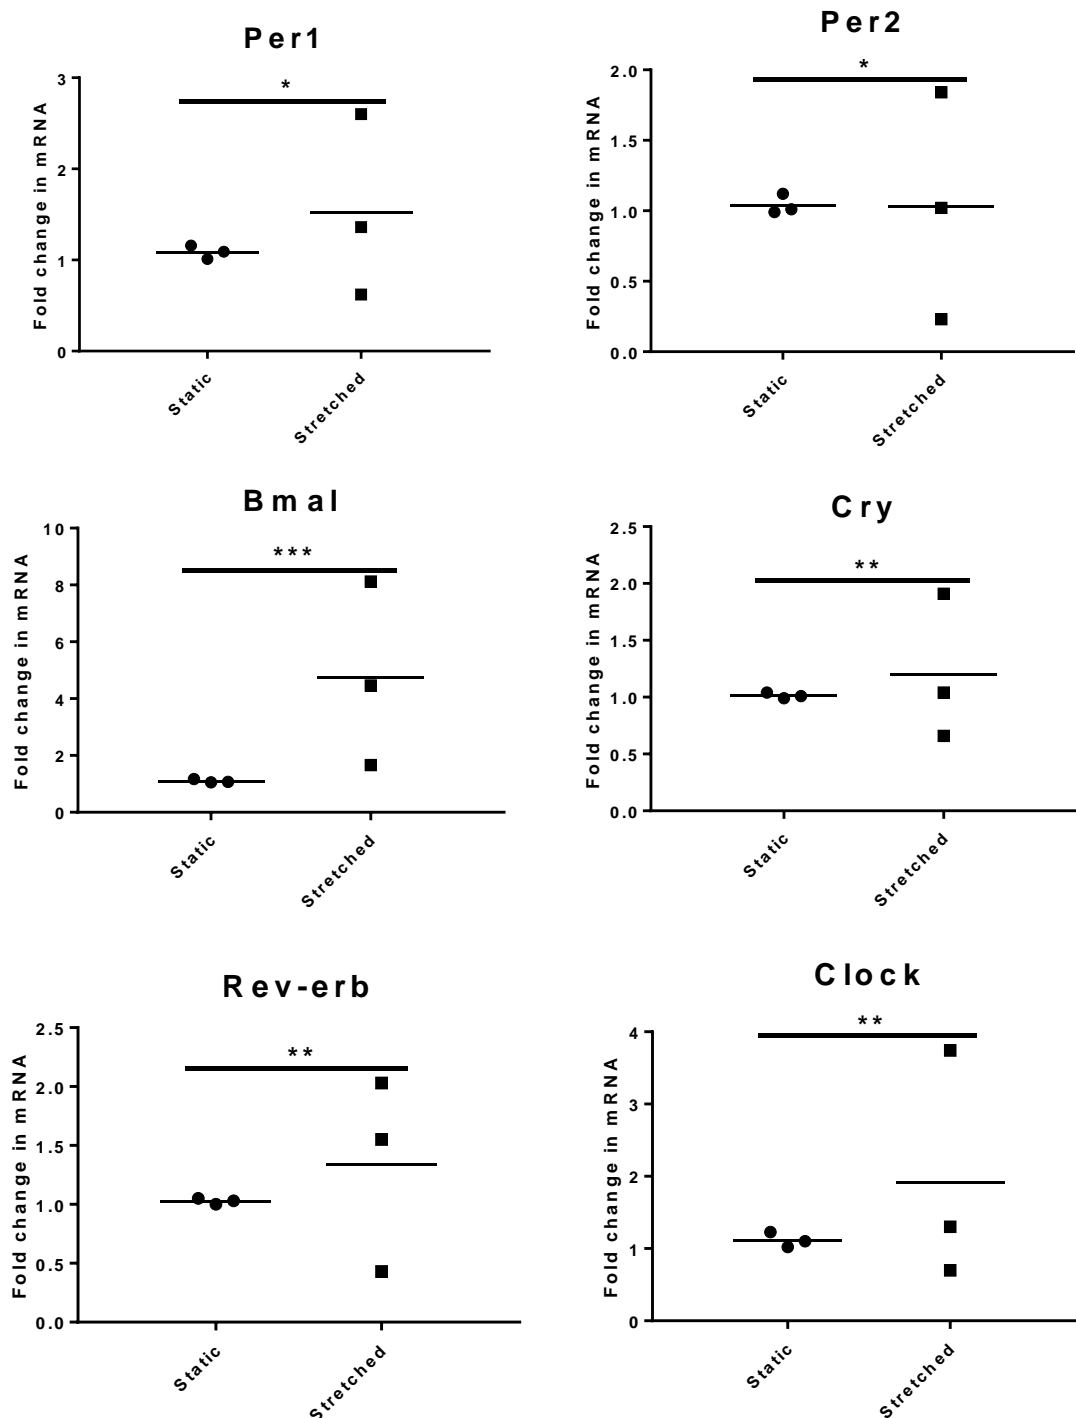 Per1
*
3
2
1
0
Fold change in mRNA
Static
Stretched
Per2
*
2.0
1.5
1.0
0.5
0.0
Fold change in mRNA
Static
Stretched
Bmal
***
10
8
6
4
2
0
Fold change in mRNA
Static
Stretched
Cry
**
2.5
2.0
1.5
1.0
0.5
0.0
Fold change in mRNA
Static
Stretched
Rev-erb
**
2.5
2.0
1.5
1.0
0.5
0.0
Fold change in mRNA
Static
Stretched
Clock
**
4
3
2
1
0
Fold change in mRNA
Static
Stretched